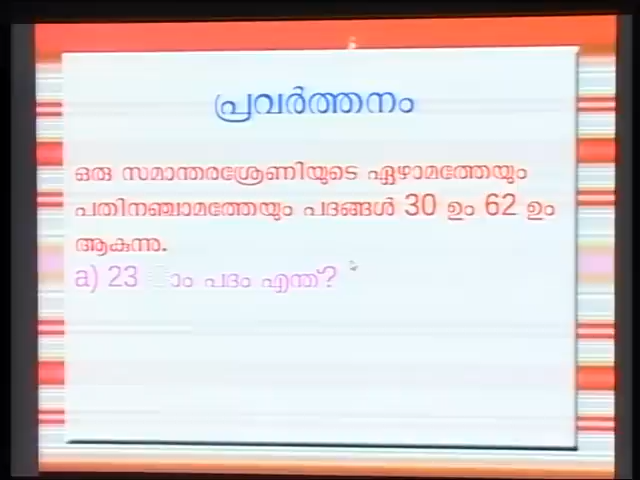 പ്രവർത്തനം
ഒരു സമാന്തരശ്രേണിയുടെ ഏഴാമത്തേയും
പതിനഞ്ചാമത്തേയും പദങ്ങൾ 30 ഉം 62 ഉം
ആകുന്നു.
a) 23 ാം പദം എന്ത്?